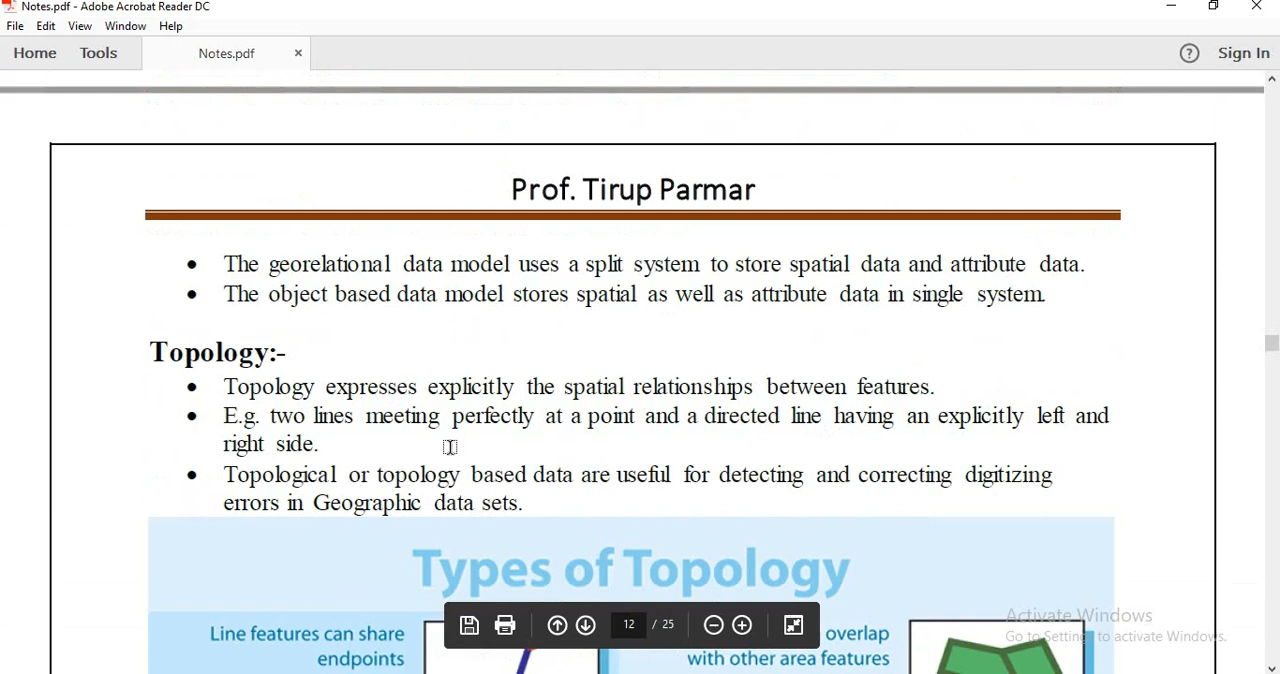 Notes.pdf - Adobe Acrobat Reader DC
File Edit View Window Help
Home Tools Notes.pdf × ? Sign In
Prof. Tirup Parmar
• The georelational data model uses a split system to store spatial data and attribute data.
• The object based data model stores spatial as well as attribute data in single system.
Topology:-
• Topology expresses explicitly the spatial relationships between features.
• E.g. two lines meeting perfectly at a point and a directed line having an explicitly left and
right side.
• Topological or topology based data are useful for detecting and correcting digitizing
errors in Geographic data sets.
Types of Topology
Line features can share
endpoints
overlap
with other area features
12 / 25
Activate Windows
Go to Settings to activate Windows.